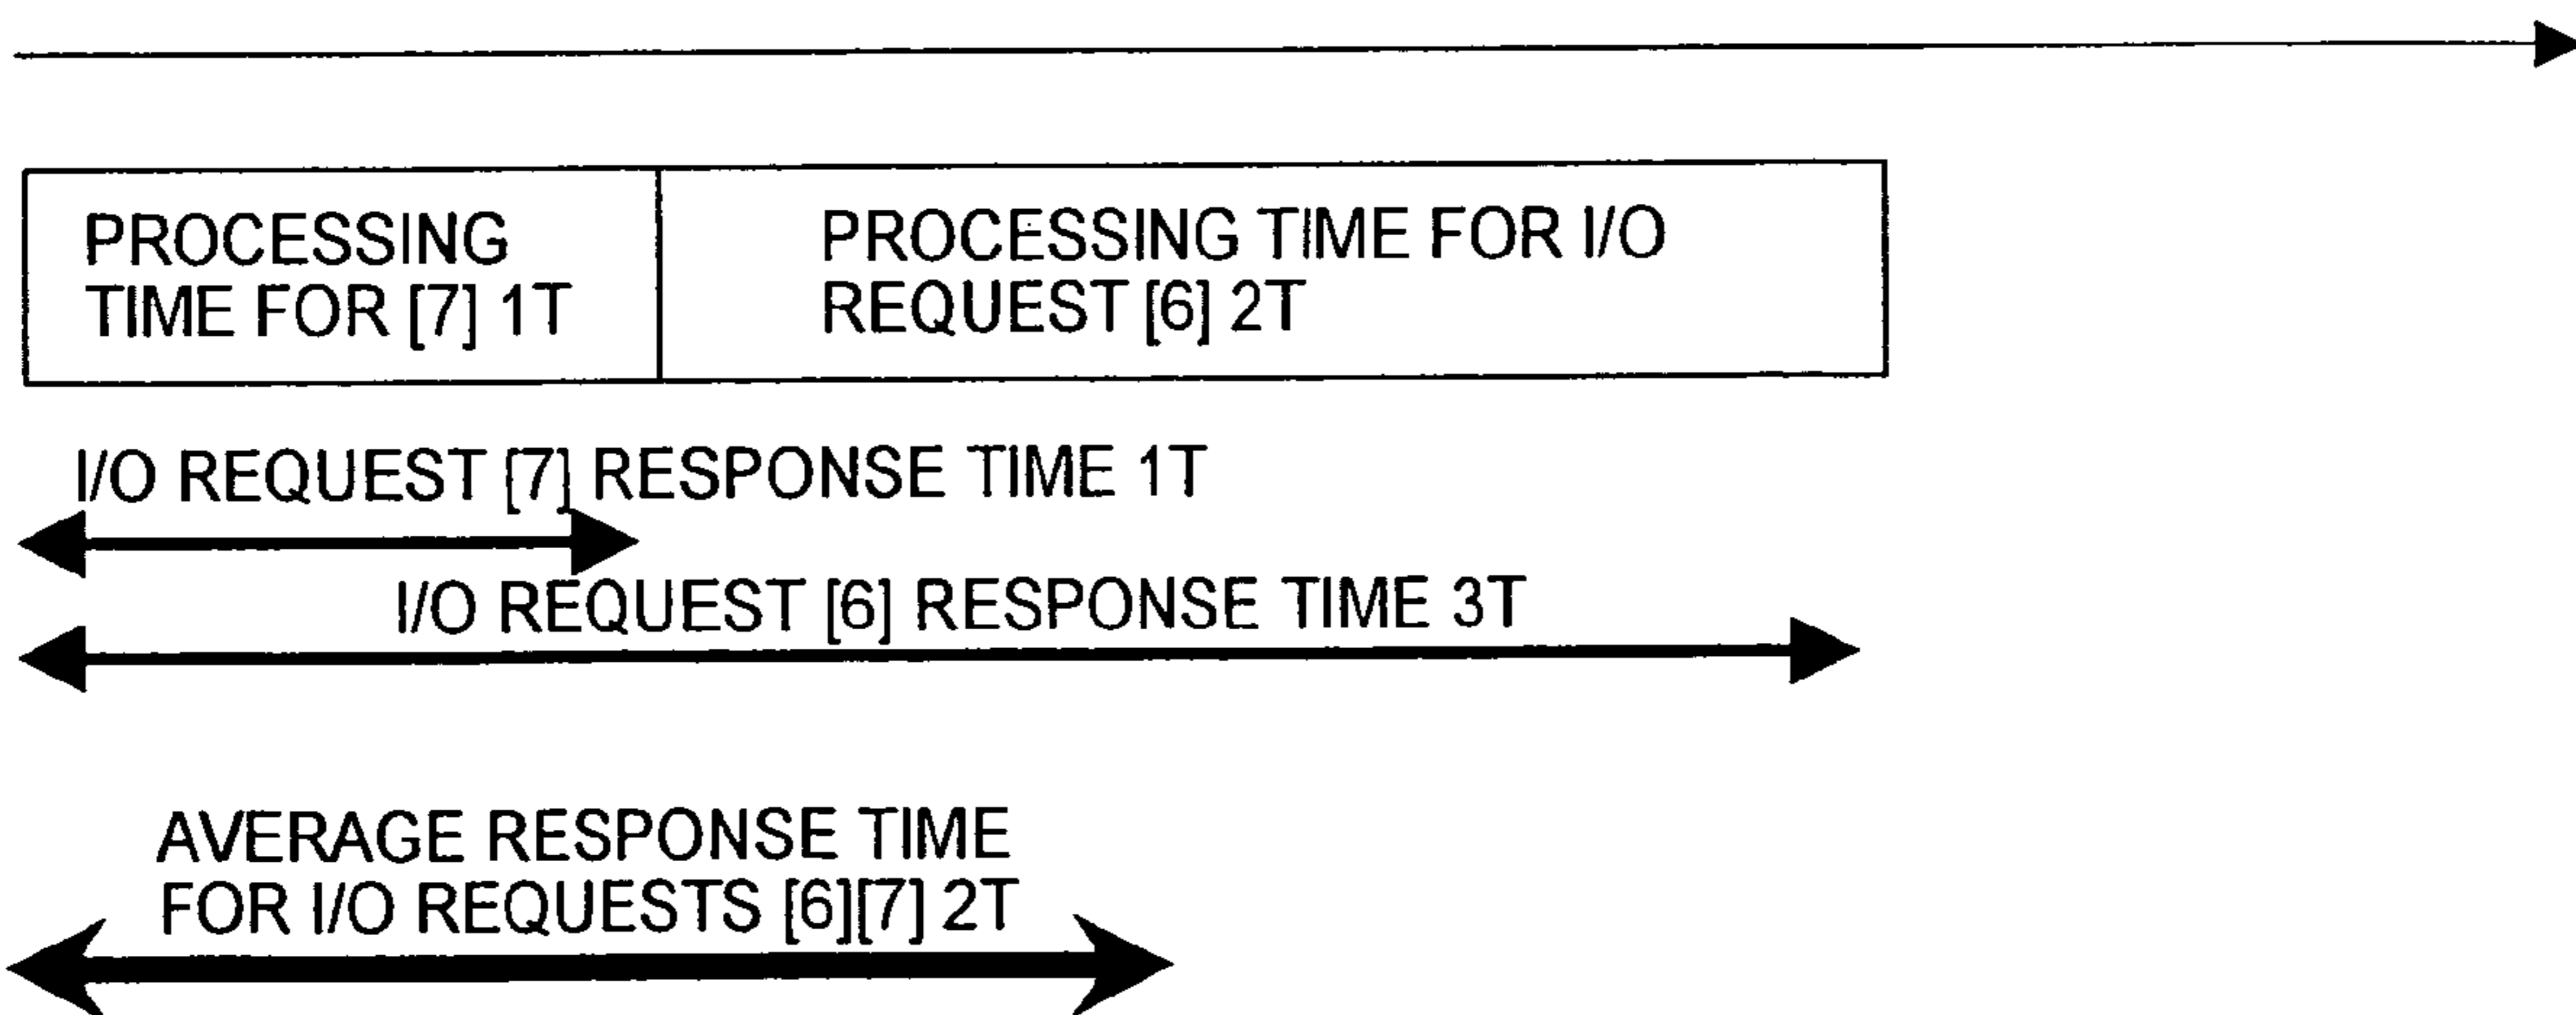 PROCESSING
TIME FOR [7] 1T
PROCESSING TIME FOR I/O
REQUEST [6] 2T
I/O REQUEST [7] RESPONSE TIME 1T
I/O REQUEST [6] RESPONSE TIME 3T
AVERAGE RESPONSE TIME
FOR I/O REQUESTS [6][7] 2T